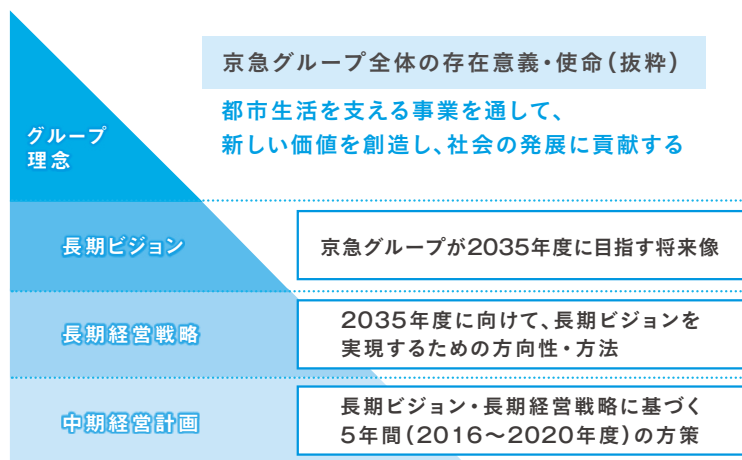 京急グループ全体の存在意義・使命(抜粋)
都市生活を支える事業を通して、
新しい価値を創造し、社会の発展に貢献する
グループ
理念
長期ビジョン
京急グループが2035年度に目指す将来像
長期経営戦略
2035年度に向けて、長期ビジョンを
実現するための方向性・方法
中期経営計画
長期ビジョン・長期経営戦略に基づく
5年間(2016〜2020年度)の方策